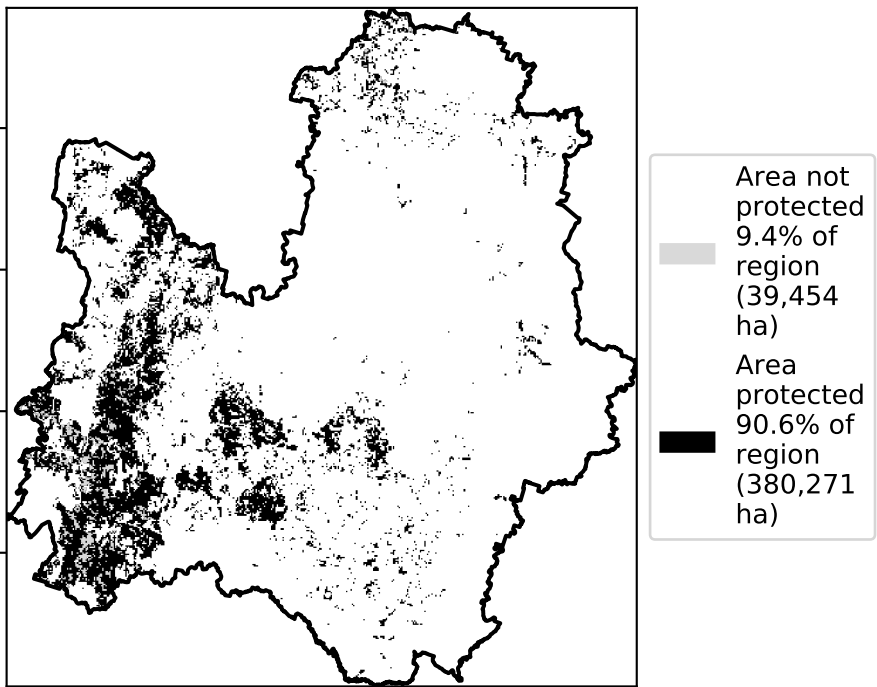 Area not
protected
9.4% of
region
(39,454
ha)
Area
protected
90.6% of
region
(380,271
ha)